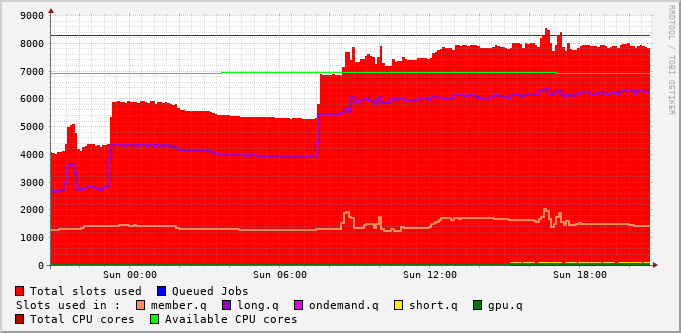 9000
8000
7000
6000
5000
4000
3000
2000
1000
0
Sun 00:00 Sun 06:00 Sun 12:00 Sun 18:00
RRDTOOL / TOBI OETIKER
Total slots used Queued Jobs
Slots used in : member.q long.q ondemand.q short.q gpu.q
Total CPU cores Available CPU cores